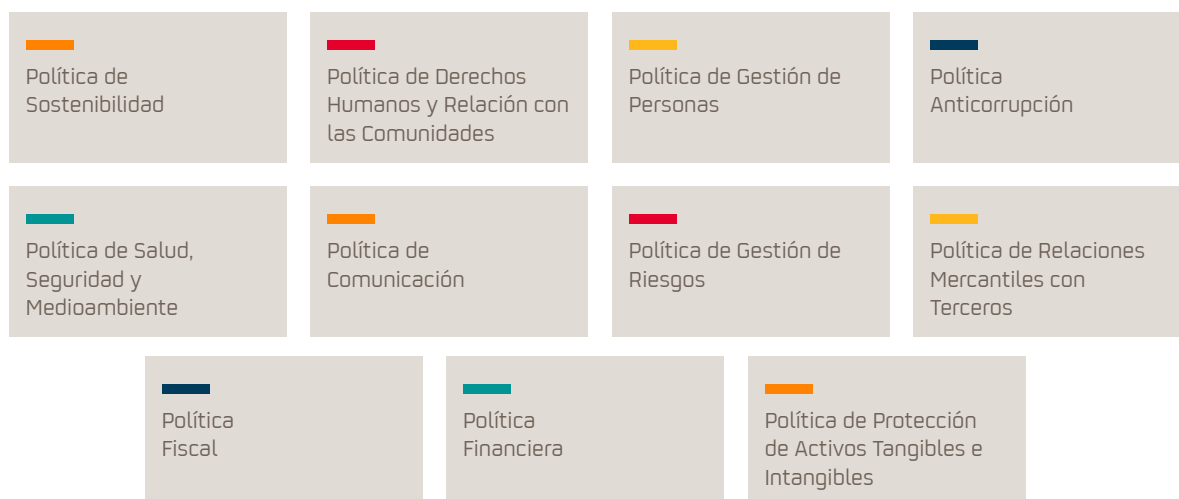 Política de
Sostenibilidad
Política de Derechos
Humanos y Relación con
las Comunidades
Política de Gestión de
Personas
Política
Anticorrupción
Política de Salud,
Seguridad y
Medioambiente
Política de
Comunicación
Política de Gestión de
Riesgos
Política de Relaciones
Mercantiles con
Terceros
Política
Fiscal
Política
Financiera
Política de Protección
de Activos Tangibles e
Intangibles